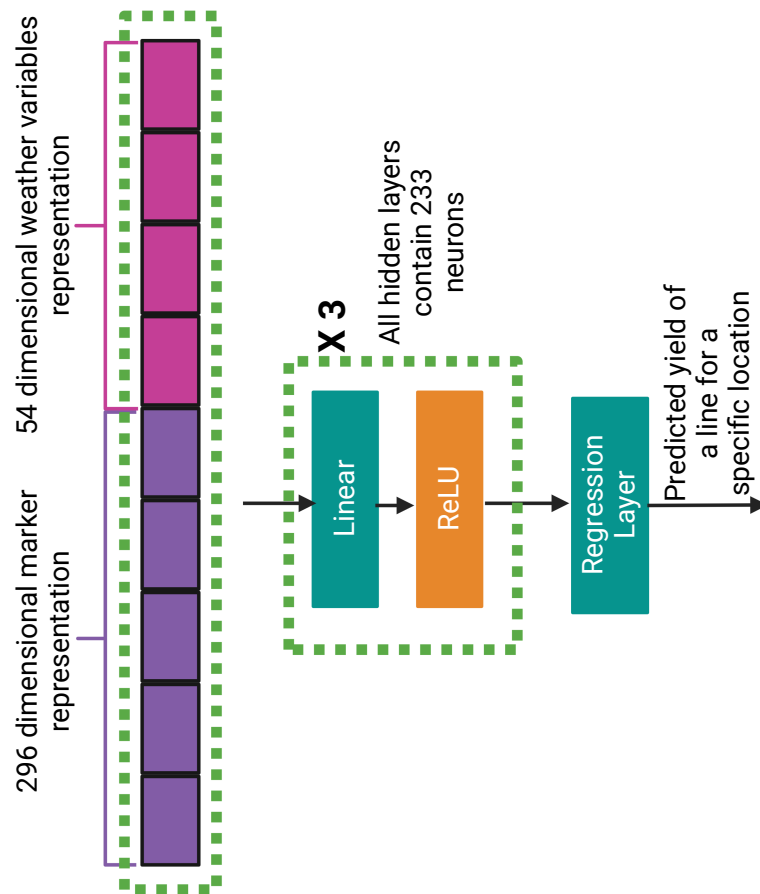 296 dimensional marker
representation
54 dimensional weather variables
representation
X 3
All hidden layers
contain 233
neurons
Linear
ReLU
Regression
Layer
Predicted yield of
a line for a
specific location